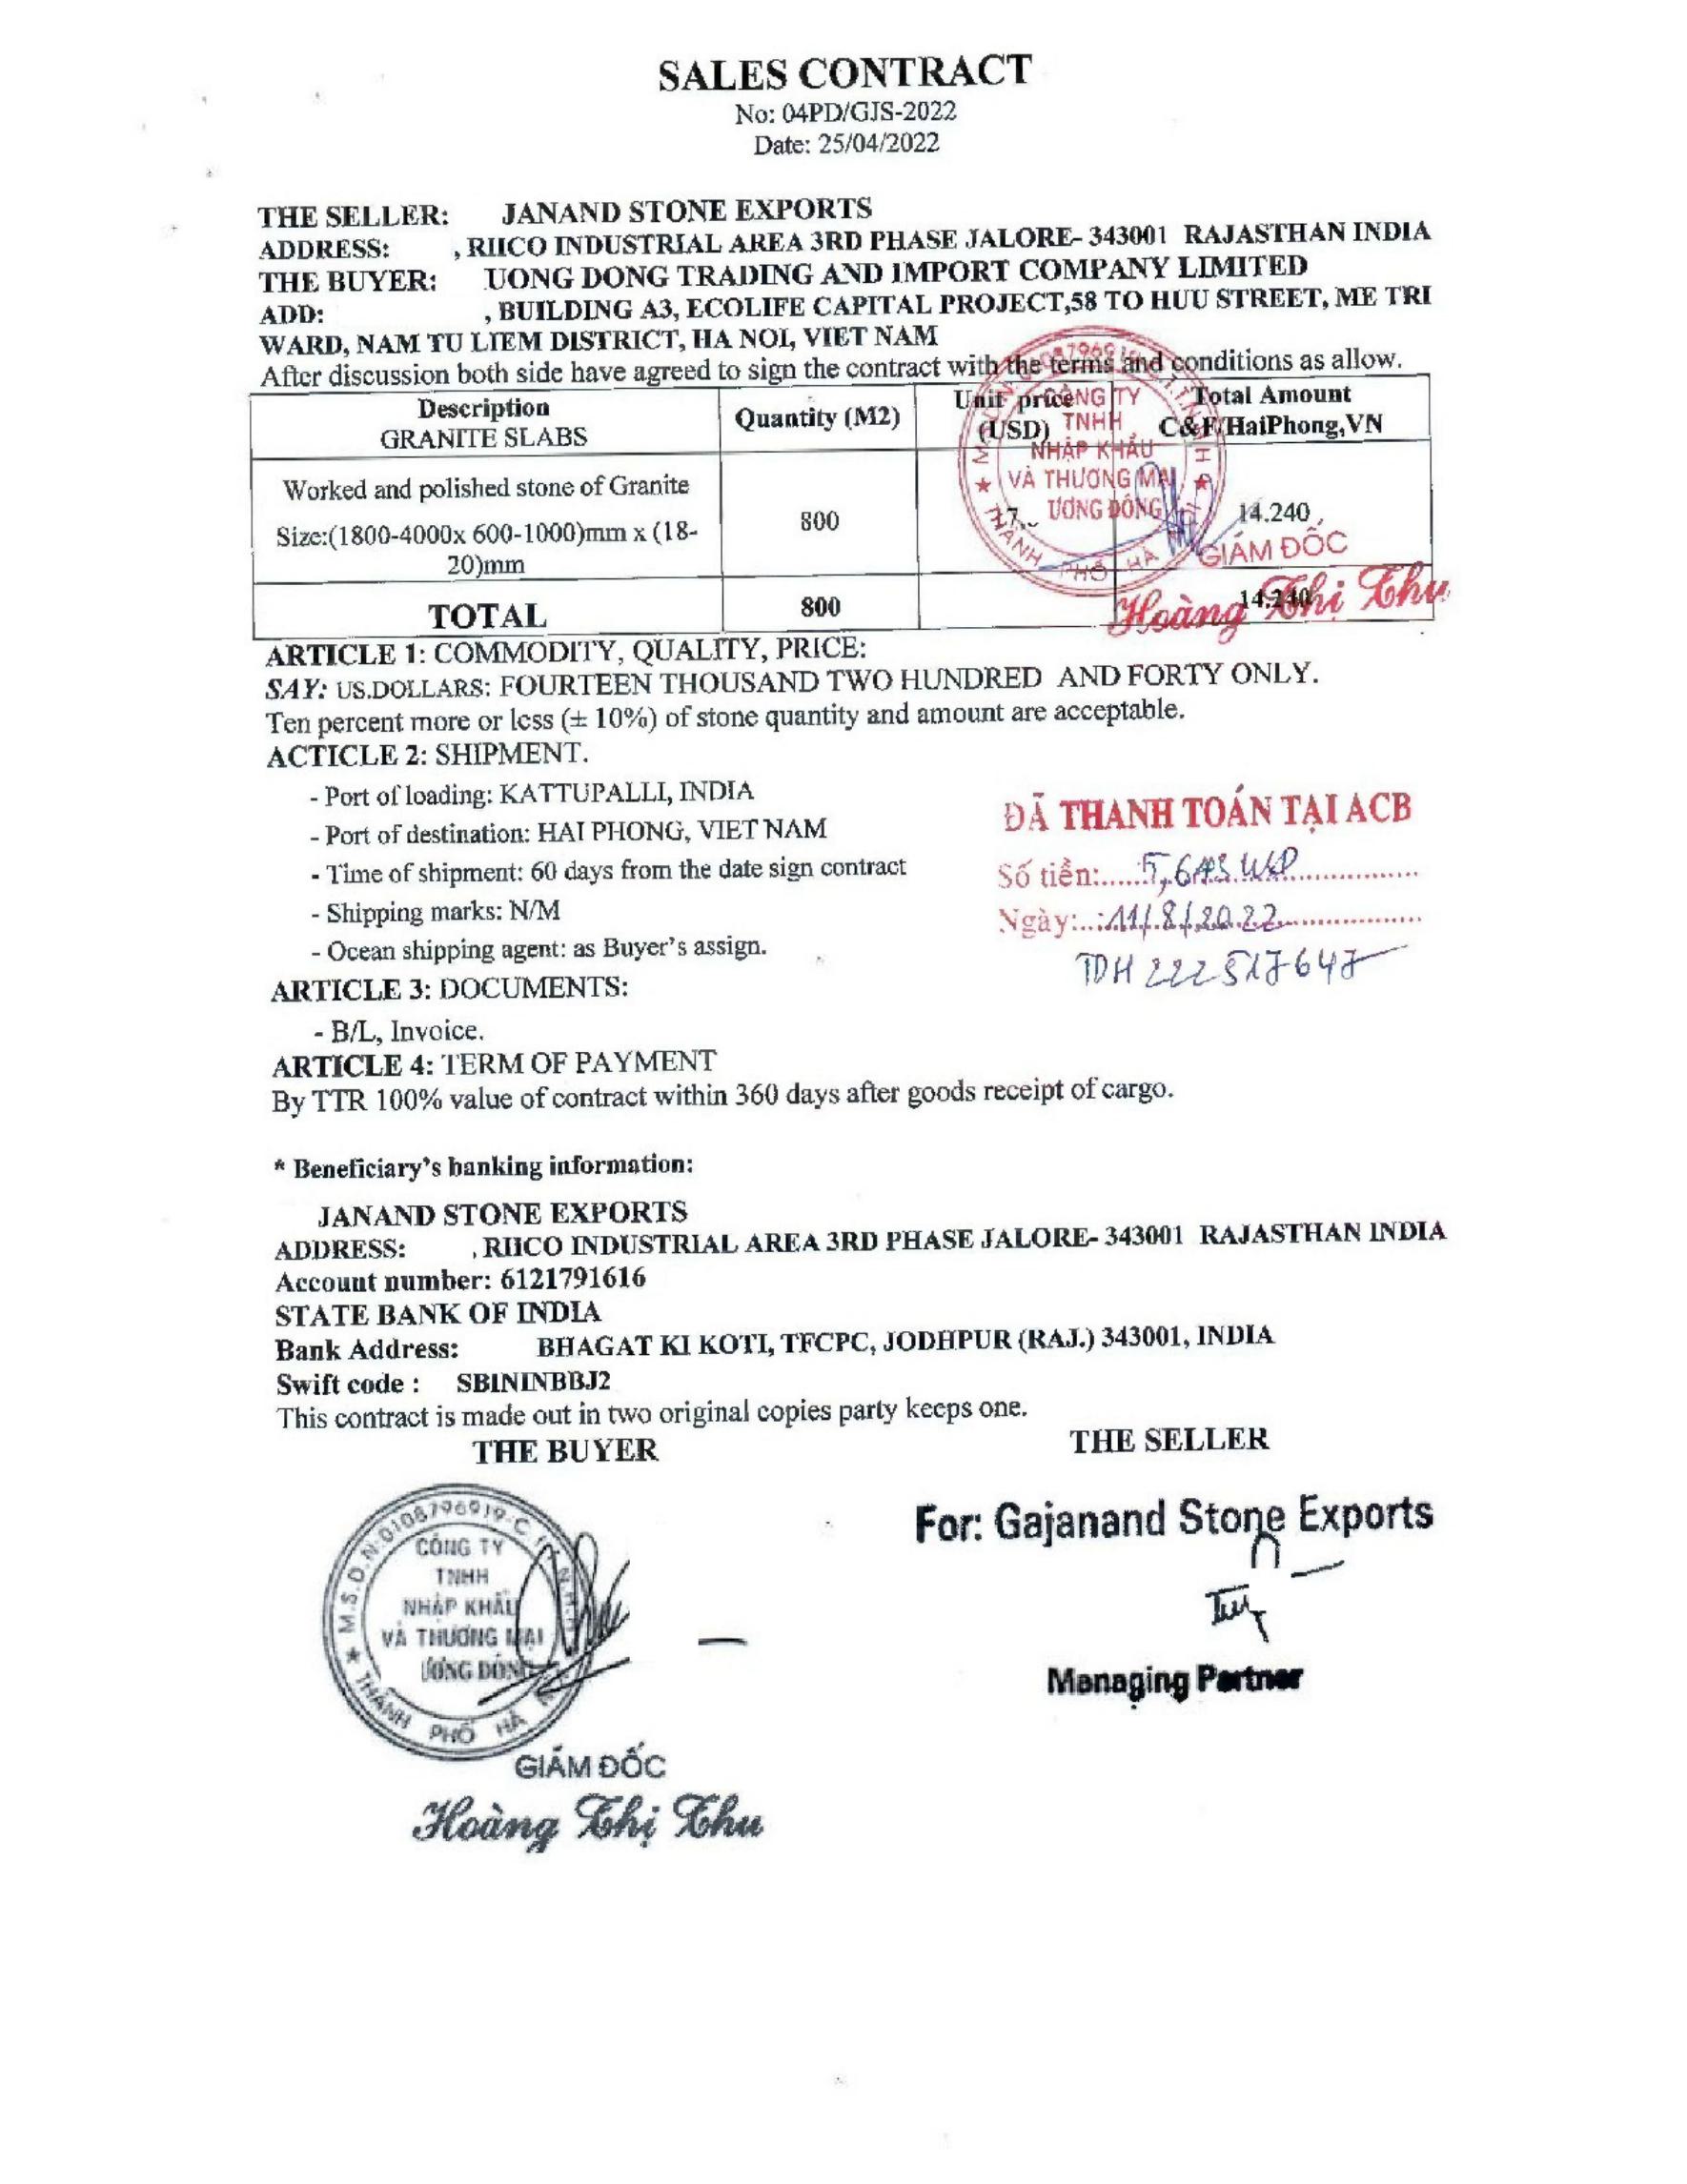 SALES CONTRACT
No: 04PD/GJS-2022
Date: 25/04/2022
THE SELLER: JANAND STONE EXPORTS
ADDRESS: , RIICO INDUSTRIAL AREA 3RD PHASE JALORE- 343001 RAJASTHAN INDIA
THE BUYER: UONG DONG TRADING AND IMPORT COMPANY LIMITED
ADD: , BUILDING A3, ECOLIFE CAPITAL PROJECT,58 TO HUU STREET, ME TRI
WARD, NAM TU LIEM DISTRICT, HA NOI, VIET NAM
After discussion both side have agreed to sign the contract with the terms and conditions as allow.
Description
GRANITE SLABS
Quantity (M2)
Unit price
(USD)
Total Amount
C&F/HaiPhong,VN
Worked and polished stone of Granite
Size:(1800-4000x 600-1000)mm x (18-
20)mm
800
14.240
CÔNG TY
TNHH
NHẬP KHẨU
VÀ THƯƠNG MẠI
ƯƠNG ĐÔNG
THÀNH PHỐ HÀ
GIÁM ĐỐC
Hoàng Thị Thu
TOTAL
800
14.240
ARTICLE 1: COMMODITY, QUALITY, PRICE:
SAY: US.DOLLARS: FOURTEEN THOUSAND TWO HUNDRED AND FORTY ONLY.
Ten percent more or less (± 10%) of stone quantity and amount are acceptable.
ACTICLE 2: SHIPMENT.
- Port of loading: KATTUPALLI, INDIA
- Port of destination: HAI PHONG, VIET NAM
- Time of shipment: 60 days from the date sign contract
- Shipping marks: N/M
- Ocean shipping agent: as Buyer's assign.
ĐÃ THANH TOÁN TẠI ACB
Số tiền: USD
Ngày: 11/8/2022
ARTICLE 3: DOCUMENTS:
- B/L, Invoice.
ARTICLE 4: TERM OF PAYMENT
By TTR 100% value of contract within 360 days after goods receipt of cargo.
* Beneficiary's banking information:
JANAND STONE EXPORTS
ADDRESS: , RIICO INDUSTRIAL AREA 3RD PHASE JALORE- 343001 RAJASTHAN INDIA
Account number: 6121791616
STATE BANK OF INDIA
Bank Address: BHAGAT KI KOTI, TFCPC, JODHPUR (RAJ.) 343001, INDIA
Swift code : SBININBBJ2
This contract is made out in two original copies party keeps one.
THE BUYER
THE SELLER
M.S.D.N:0108796919-C
CÔNG TY
TNHH
NHẬP KHẨU
VÀ THƯƠNG MẠI
ƯƠNG ĐÔNG
THÀNH PHỐ HÀ
GIÁM ĐỐC
Hoàng Thị Thu
For: Gajanand Stone Exports
Managing Partner